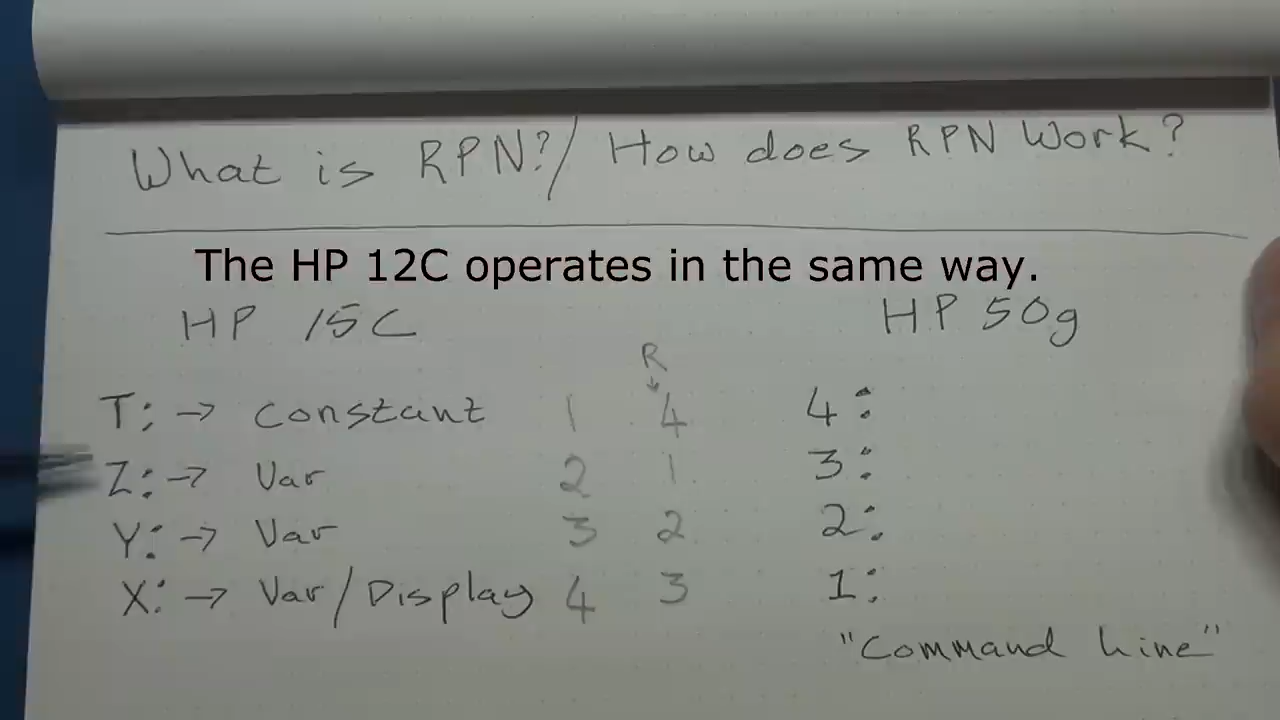 What is RPN?/ How does RPN Work?
The HP 12C operates in the same way.
HP 15C HP 50g
R
↓
T: → Constant 1 4 4:
Z: → Var 2 1 3:
Y: → Var 3 2 2:
X: → Var/Display 4 3 1:
"Command Line"